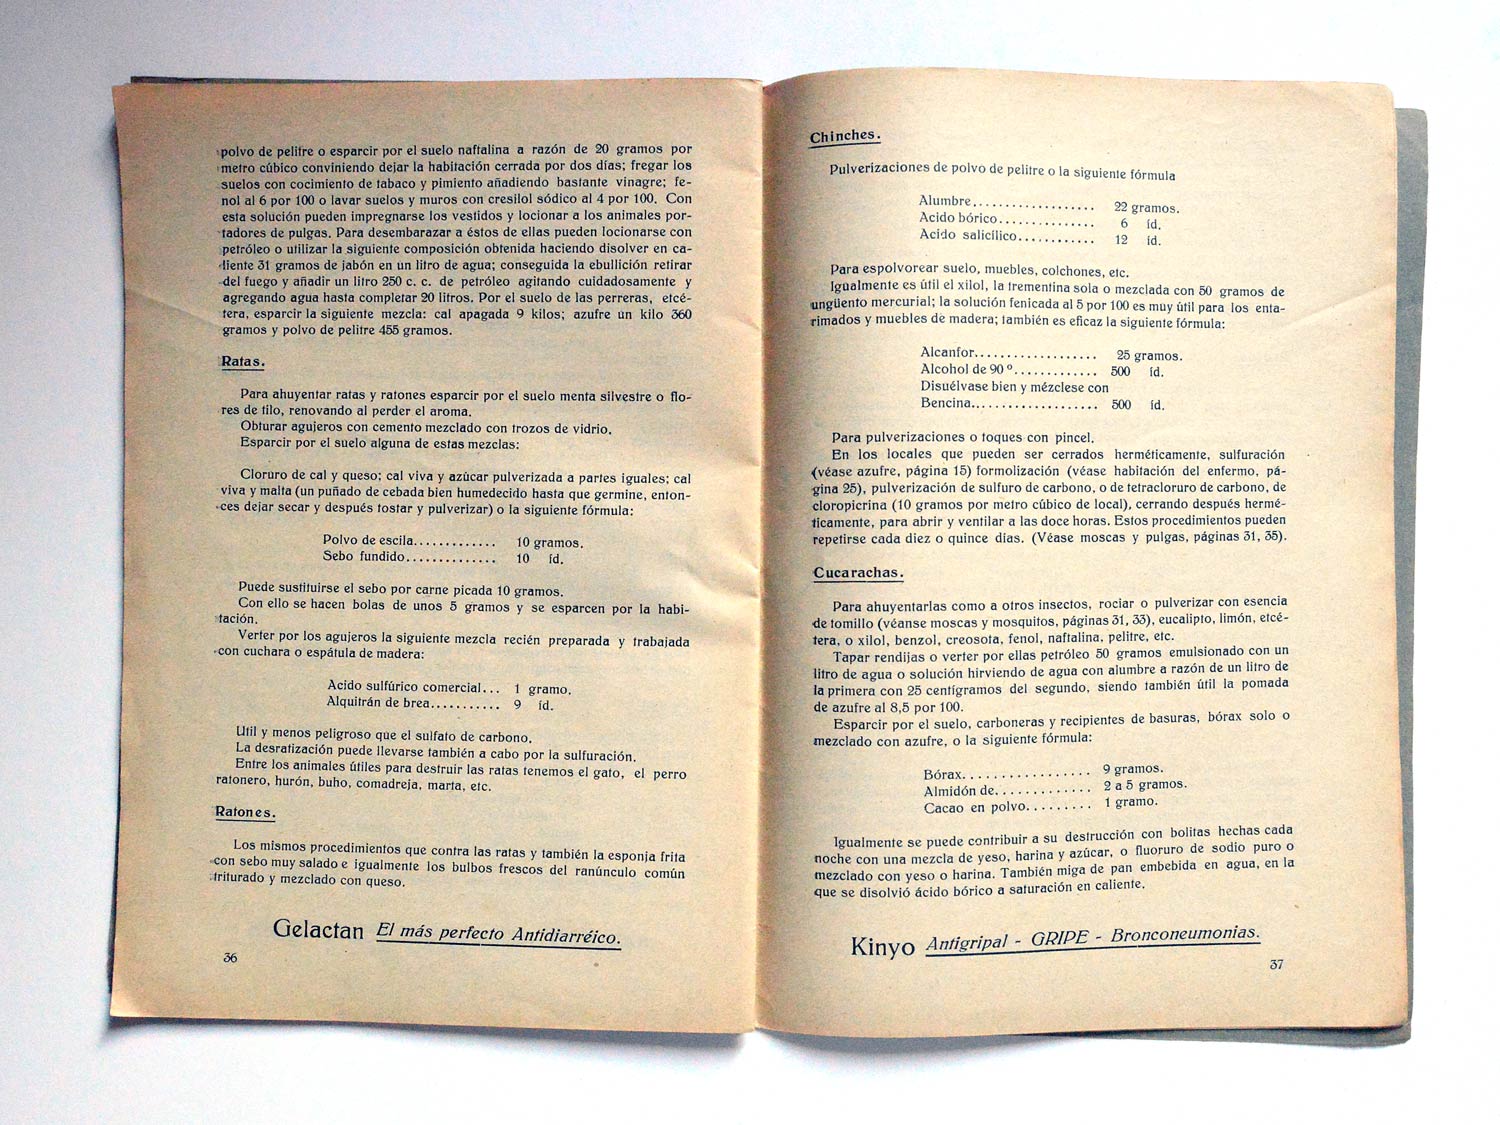 polvo de pelitre o esparcir por el suelo naftalina a razón de 20 gramos por
metro cúbico conviniendo dejar la habitación cerrada por dos días; fregar los
suelos con cocimiento de tabaco y pimiento añadiendo bastante vinagre; fe-
nol al 6 por 100 o lavar suelos y muros con cresilol sódico al 4 por 100. Con
esta solución pueden impregnarse los vestidos y locionar a los animales por-
tadores de pulgas. Para desembarazar a éstos de ellas pueden locionarse con
petróleo o utilizar la siguiente composición obtenida haciendo disolver en ca-
liente 31 gramos de jabón en un litro de agua; conseguida la ebullición retirar
del fuego y añadir un litro 250 c. c. de petróleo agitando cuidadosamente y
agregando agua hasta completar 20 litros. Por el suelo de las perreras, etcé-
tera, esparcir la siguiente mezcla: cal apagada 9 kilos; azufre un kilo 360
gramos y polvo de pelitre 455 gramos.
Ratas.
Para ahuyentar ratas y ratones esparcir por el suelo menta silvestre o flo-
res de tilo, renovando al perder el aroma.
Obturar agujeros con cemento mezclado con trozos de vidrio.
Esparcir por el suelo alguna de estas mezclas:
Cloruro de cal y queso; cal viva y azúcar pulverizada a partes iguales; cal
viva y malta (un puñado de cebada bien humedecido hasta que germine, enton-
ces dejar secar y después tostar y pulverizar) o la siguiente fórmula:
Polvo de escila............. 10 gramos.
Sebo fundido.............. 10 íd.
Puede sustituirse el sebo por carne picada 10 gramos.
Con ello se hacen bolas de unos 5 gramos y se esparcen por la habi-
tación.
Verter por los agujeros la siguiente mezcla recién preparada y trabajada
con cuchara o espátula de madera:
Acido sulfúrico comercial... 1 gramo.
Alquitrán de brea........... 9 íd.
Util y menos peligroso que el sulfato de carbono.
La desratización puede llevarse también a cabo por la sulfuración.
Entre los animales útiles para destruir las ratas tenemos el gato, el perro
ratonero, hurón, buho, comadreja, marta, etc.
Ratones.
Los mismos procedimientos que contra las ratas y también la esponja frita
con sebo muy salado e igualmente los bulbos frescos del ranúnculo común
triturado y mezclado con queso.
Gelactan El más perfecto Antidiarréico.
36
Chinches.
Pulverizaciones de polvo de pelitre o la siguiente fórmula
Alumbre................... 22 gramos.
Acido bórico............... 6 íd.
Acido salicílico............ 12 íd.
Para espolvorear suelo, muebles, colchones, etc.
Igualmente es útil el xilol, la trementina sola o mezclada con 50 gramos de
ungüento mercurial; la solución fenicada al 5 por 100 es muy útil para los enta-
rimados y muebles de madera; también es eficaz la siguiente fórmula:
Alcanfor................... 25 gramos.
Alcohol de 90 º............. 500 íd.
Disuélvase bien y mézclese con
Bencina................... 500 íd.
Para pulverizaciones o toques con pincel.
En los locales que pueden ser cerrados herméticamente, sulfuración
(véase azufre, página 15) formolización (véase habitación del enfermo, pá-
gina 25), pulverización de sulfuro de carbono, o de tetracloruro de carbono, de
cloropicrina (10 gramos por metro cúbico de local), cerrando después hermé-
ticamente, para abrir y ventilar a las doce horas. Estos procedimientos pueden
repetirse cada diez o quince días. (Véase moscas y pulgas, páginas 31, 35).
Cucarachas.
Para ahuyentarlas como a otros insectos, rociar o pulverizar con esencia
de tomillo (véanse moscas y mosquitos, páginas 31, 33), eucalipto, limón, etcé-
tera, o xilol, benzol, creosota, fenol, naftalina, pelitre, etc.
Tapar rendijas o verter por ellas petróleo 50 gramos emulsionado con un
litro de agua o solución hirviendo de agua con alumbre a razón de un litro de
la primera con 25 centígramos del segundo, siendo también útil la pomada
de azufre al 8,5 por 100.
Esparcir por el suelo, carboneras y recipientes de basuras, bórax solo o
mezclado con azufre, o la siguiente fórmula:
Bórax.................. 9 gramos.
Almidón de.............. 2 a 5 gramos.
Cacao en polvo.......... 1 gramo.
Igualmente se puede contribuir a su destrucción con bolitas hechas cada
noche con una mezcla de yeso, harina y azúcar, o fluoruro de sodio puro o
mezclado con yeso o harina. También miga de pan embebida en agua, en la
que se disolvió ácido bórico a saturación en caliente.
Kinyo Antigripal - GRIPE - Bronconeumonias.
37